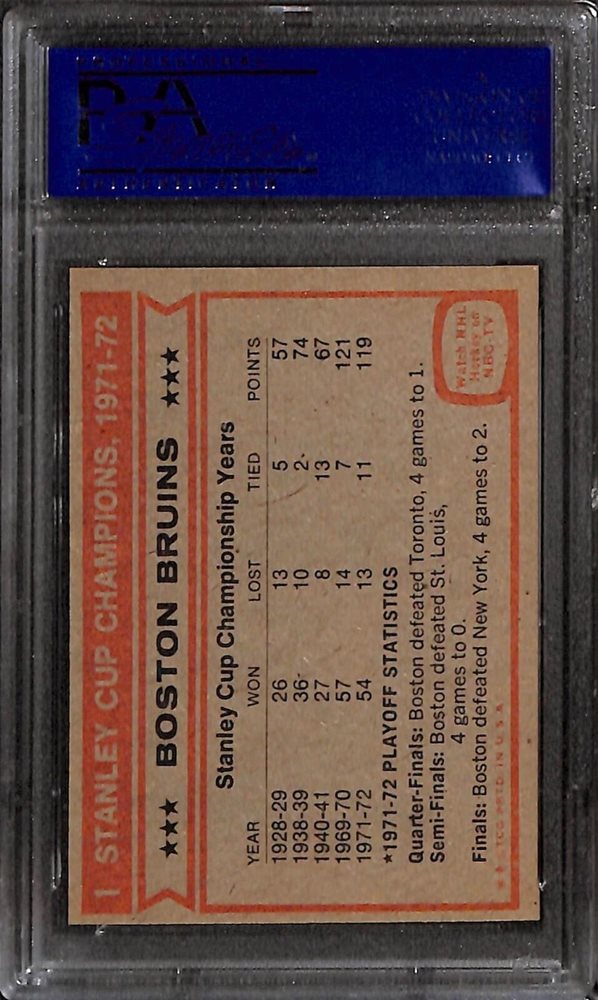 PSA
1 STANLEY CUP CHAMPIONS, 1971-72
★★★ BOSTON BRUINS ★★★
Stanley Cup Championship Years
YEAR WON LOST TIED POINTS
1928-29 26 13 5 57
1938-39 36 10 2 74
1940-41 27 8 13 67
1969-70 57 14 7 121
1971-72 54 13 11 119
★1971-72 PLAYOFF STATISTICS
Quarter-Finals: Boston defeated Toronto, 4 games to 1.
Semi-Finals: Boston defeated St. Louis,
4 games to 0.
Finals: Boston defeated New York, 4 games to 2.
Watch NHL
Hockey on
NBC-TV
PRTD IN U.S.A.